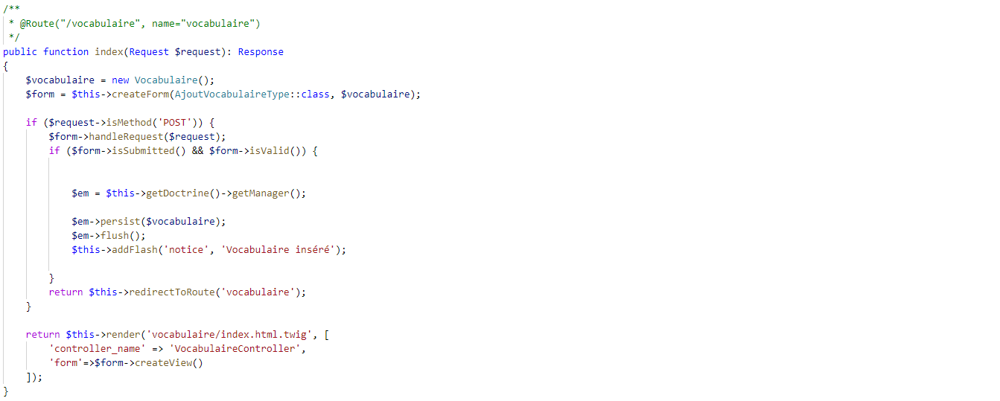 /**
 * @Route("/vocabulaire", name="vocabulaire")
 */
public function index(Request $request): Response
{
    $vocabulaire = new Vocabulaire();
    $form = $this->createForm(AjoutVocabulaireType::class, $vocabulaire);

    if ($request->isMethod('POST')) {
        $form->handleRequest($request);
        if ($form->isSubmitted() && $form->isValid()) {


            $em = $this->getDoctrine()->getManager();

            $em->persist($vocabulaire);
            $em->flush();
            $this->addFlash('notice', 'Vocabulaire inséré');

        }
        return $this->redirectToRoute('vocabulaire');
    }

    return $this->render('vocabulaire/index.html.twig', [
        'controller_name' => 'VocabulaireController',
        'form'=>$form->createView()
    ]);
}